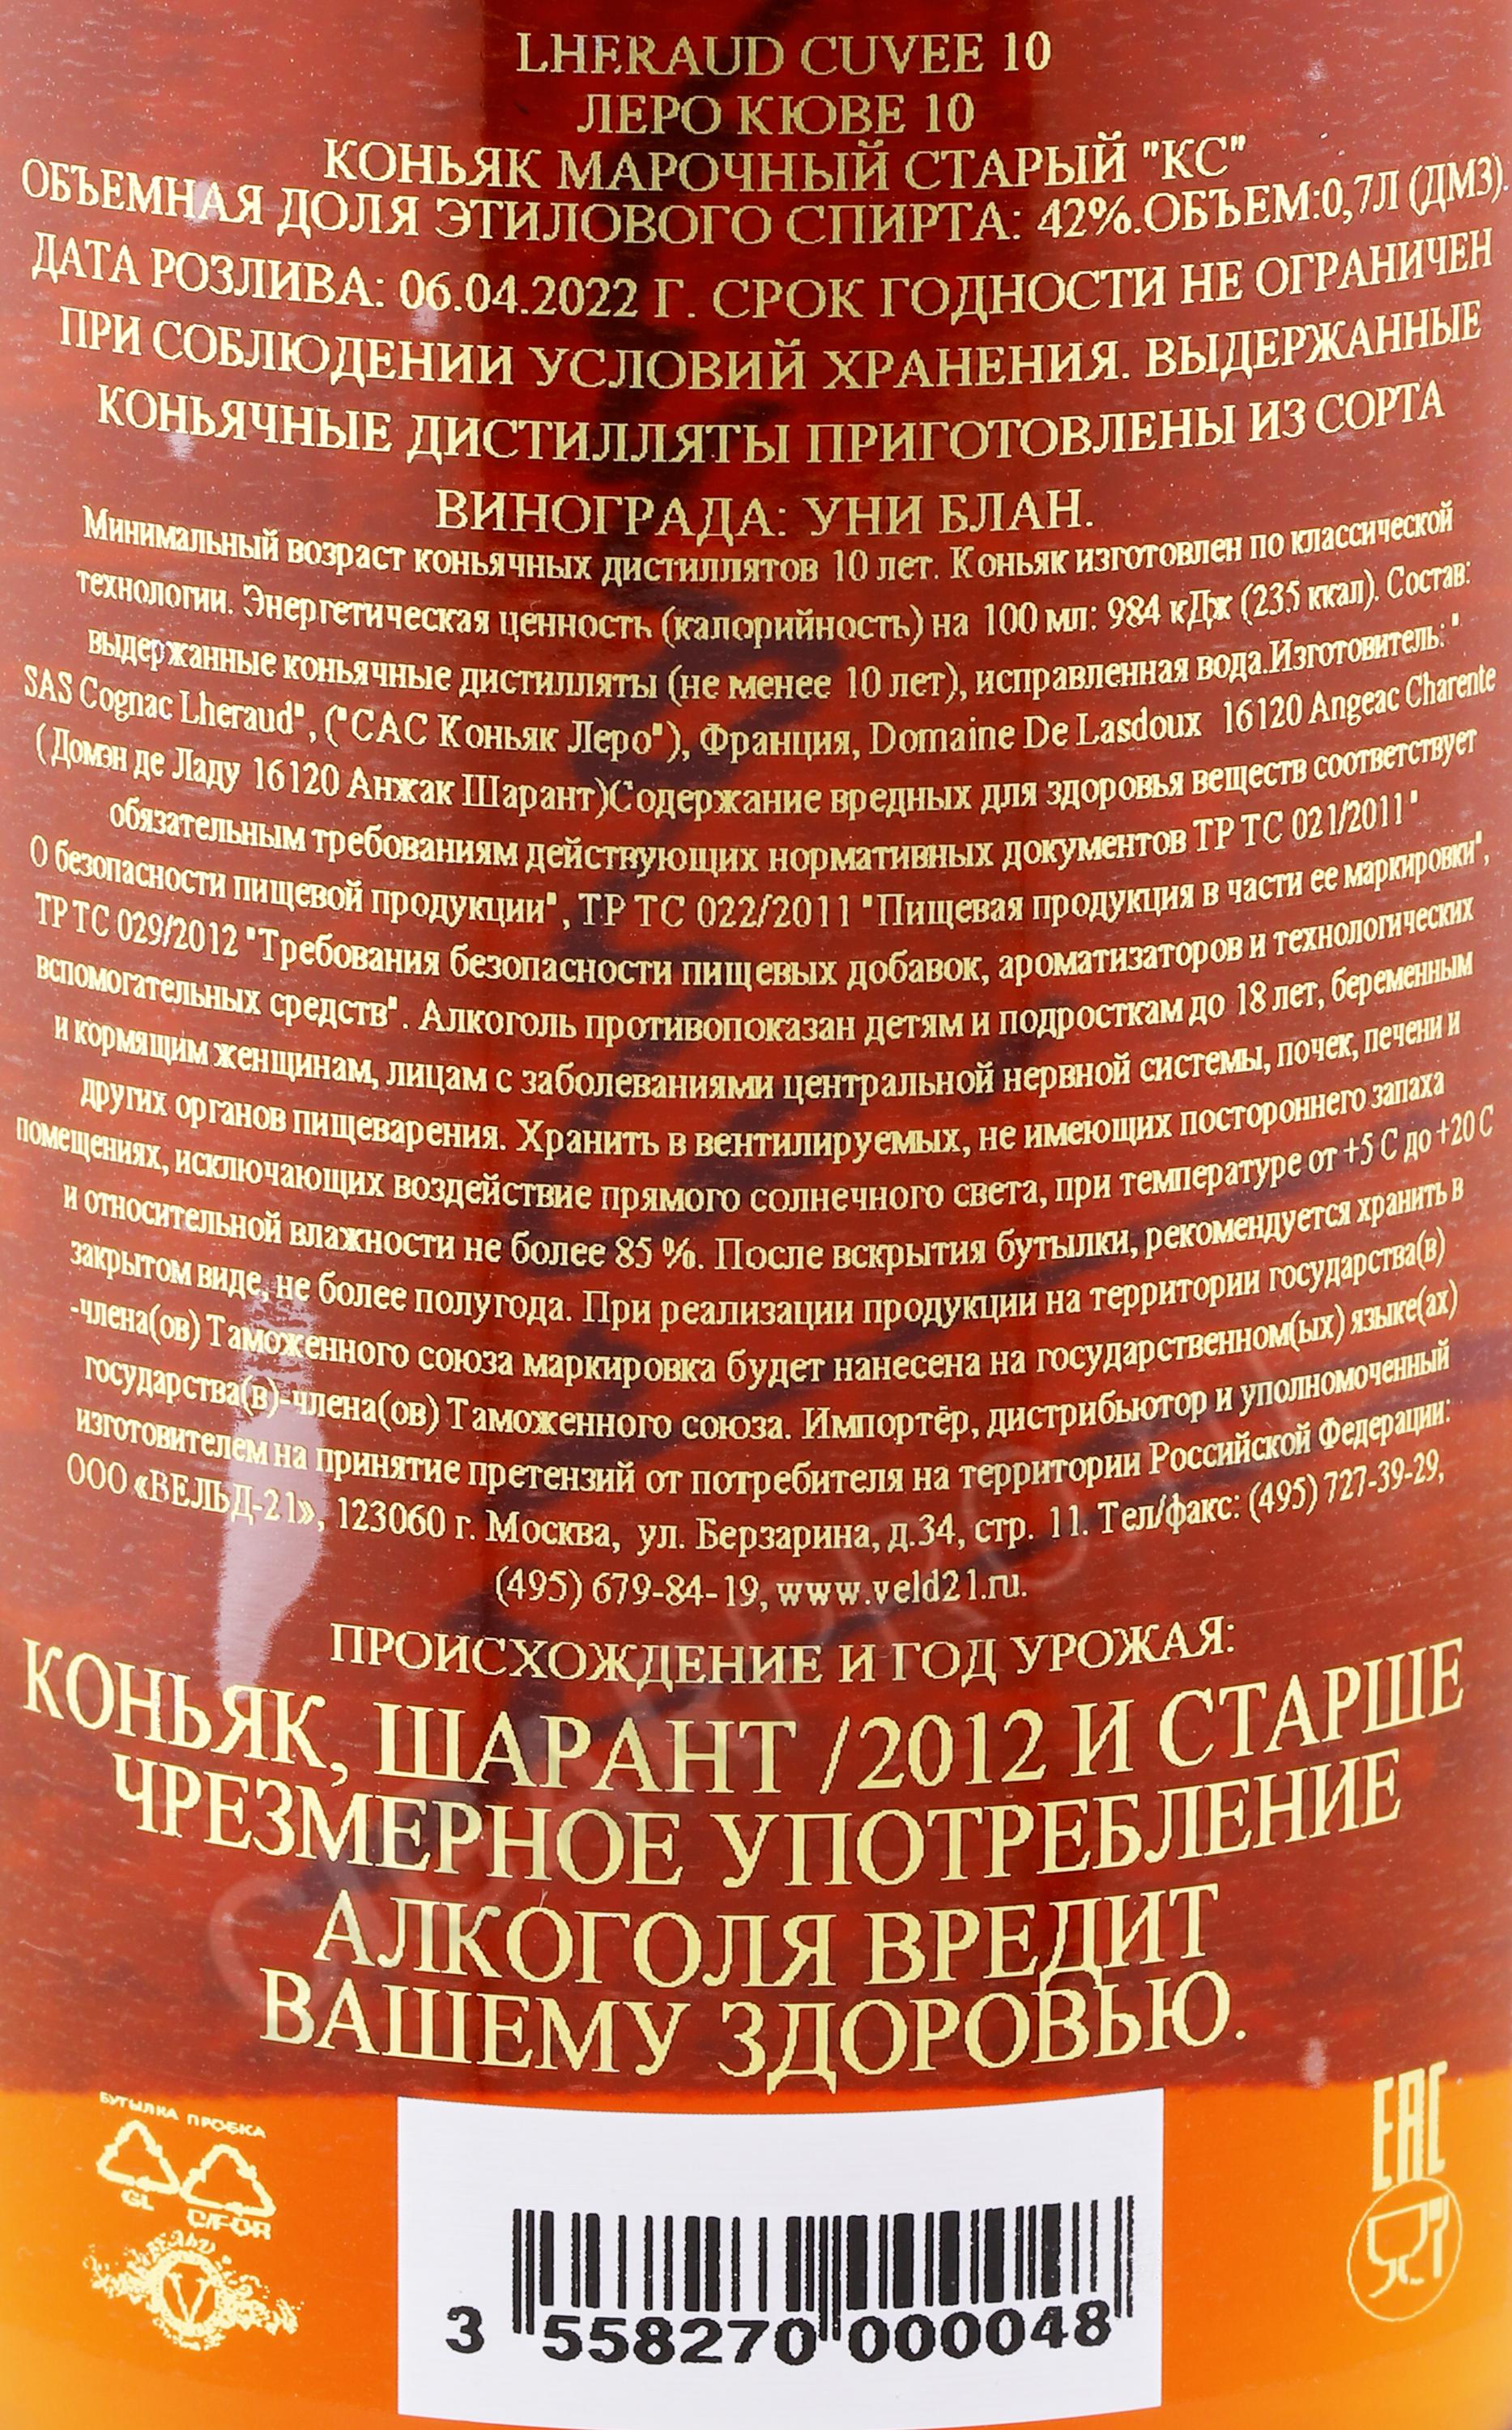 LHERAUD CUVEE 10
ЛЕРО КЮВЕ 10
КОНЬЯК МАРОЧНЫЙ СТАРЫЙ "КС"
ОБЪЕМНАЯ ДОЛЯ ЭТИЛОВОГО СПИРТА: 42%.ОБЪЕМ:0,7Л (ДМЗ).
ДАТА РОЗЛИВА: 06.04.2022 Г. СРОК ГОДНОСТИ НЕ ОГРАНИЧЕН
ПРИ СОБЛЮДЕНИИ УСЛОВИЙ ХРАНЕНИЯ. ВЫДЕРЖАННЫЕ
КОНЬЯЧНЫЕ ДИСТИЛЛЯТЫ ПРИГОТОВЛЕНЫ ИЗ СОРТА
ВИНОГРАДА: УНИ БЛАН.
Минимальный возраст коньячных дистиллятов 10 лет. Коньяк изготовлен по классической
технологии. Энергетическая ценность (калорийность) на 100 мл: 984 кДж (235 ккал). Состав:
выдержанные коньячные дистилляты (не менее 10 лет), исправленная вода.Изготовитель: "
SAS Cognac Lheraud", ("САС Коньяк Леро"), Франция, Domaine De Lasdoux 16120 Angeac Charente
(Домэн де Ладу 16120 Анжак Шарант)Содержание вредных для здоровья веществ соответствует
обязательным требованиям действующих нормативных документов ТР ТС 021/2011"
О безопасности пищевой продукции", ТР ТС 022/2011 "Пищевая продукция в части ее маркировки",
ТР ТС 029/2012 "Требования безопасности пищевых добавок, ароматизаторов и технологических
вспомогательных средств". Алкоголь противопоказан детям и подросткам до 18 лет, беременным
и кормящим женщинам, лицам с заболеваниями центральной нервной системы, почек, печени и
других органов пищеварения. Хранить в вентилируемых, не имеющих постороннего запаха
помещениях, исключающих воздействие прямого солнечного света, при температуре от +5 С до +20 С
и относительной влажности не более 85 %. После вскрытия бутылки, рекомендуется хранить в
закрытом виде, не более полугода. При реализации продукции на территории государства(в)
-члена(ов) Таможенного союза маркировка будет нанесена на государственном(ых) языке(ах)
государства(в)-члена(ов) Таможенного союза. Импортёр, дистрибьютор и уполномоченный
изготовителем на принятие претензий от потребителя на территории Российской Федерации:
ООО «ВЕЛЬД-21», 123060 г. Москва, ул. Берзарина, д.34, стр. 11. Тел/факс: (495) 727-39-29,
(495) 679-84-19, www.veld21.ru.
ПРОИСХОЖДЕНИЕ И ГОД УРОЖАЯ:
КОНЬЯК, ШАРАНТ /2012 И СТАРШЕ
ЧРЕЗМЕРНОЕ УПОТРЕБЛЕНИЕ
АЛКОГОЛЯ ВРЕДИТ
ВАШЕМУ ЗДОРОВЬЮ.
БУТЫЛКА ПРОБКА
GL C/FOR
V
EAC
3 558270 000048